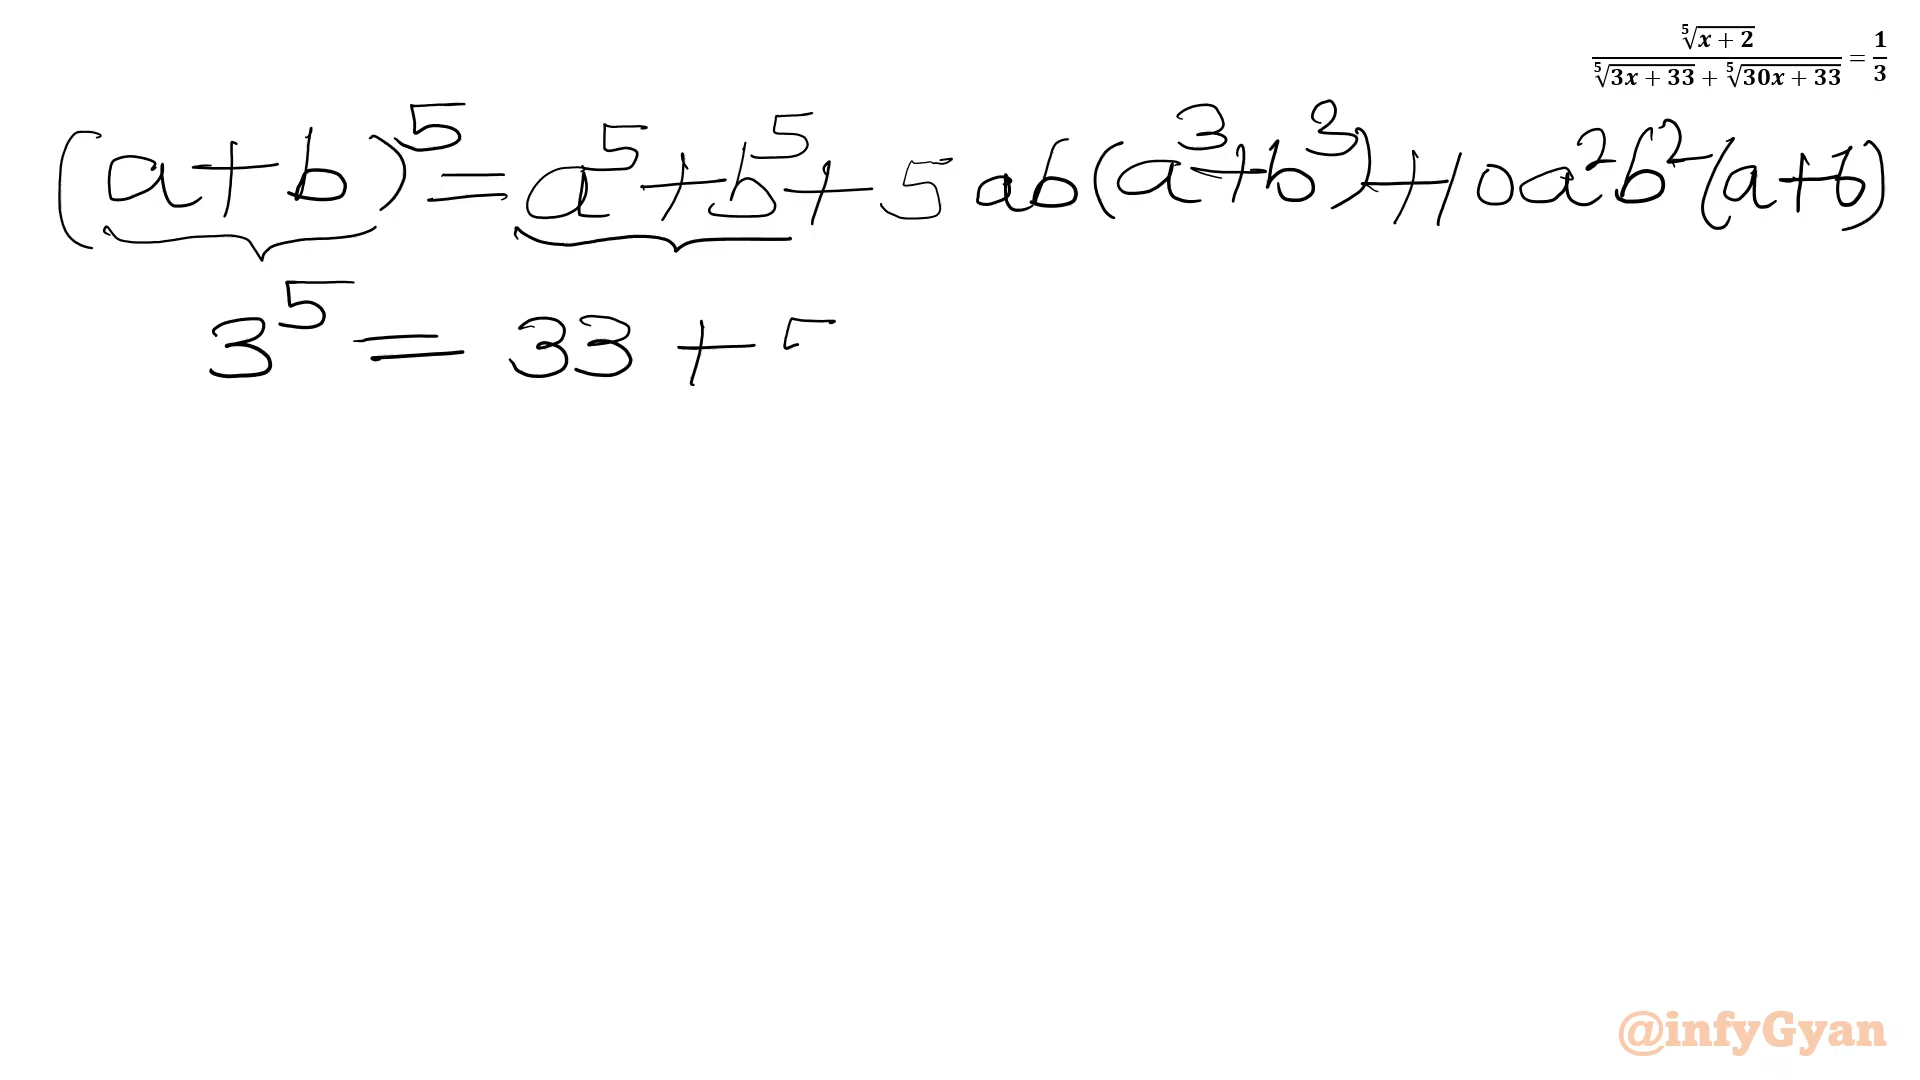 ⁵√(x + 2) / (⁵√(3x + 33) + ⁵√(30x + 33)) = 1/3
(a+b)⁵ = a⁵+b⁵+5ab(a³+b³)+10a²b²(a+b)
3⁵ = 33 +
@infyGyan